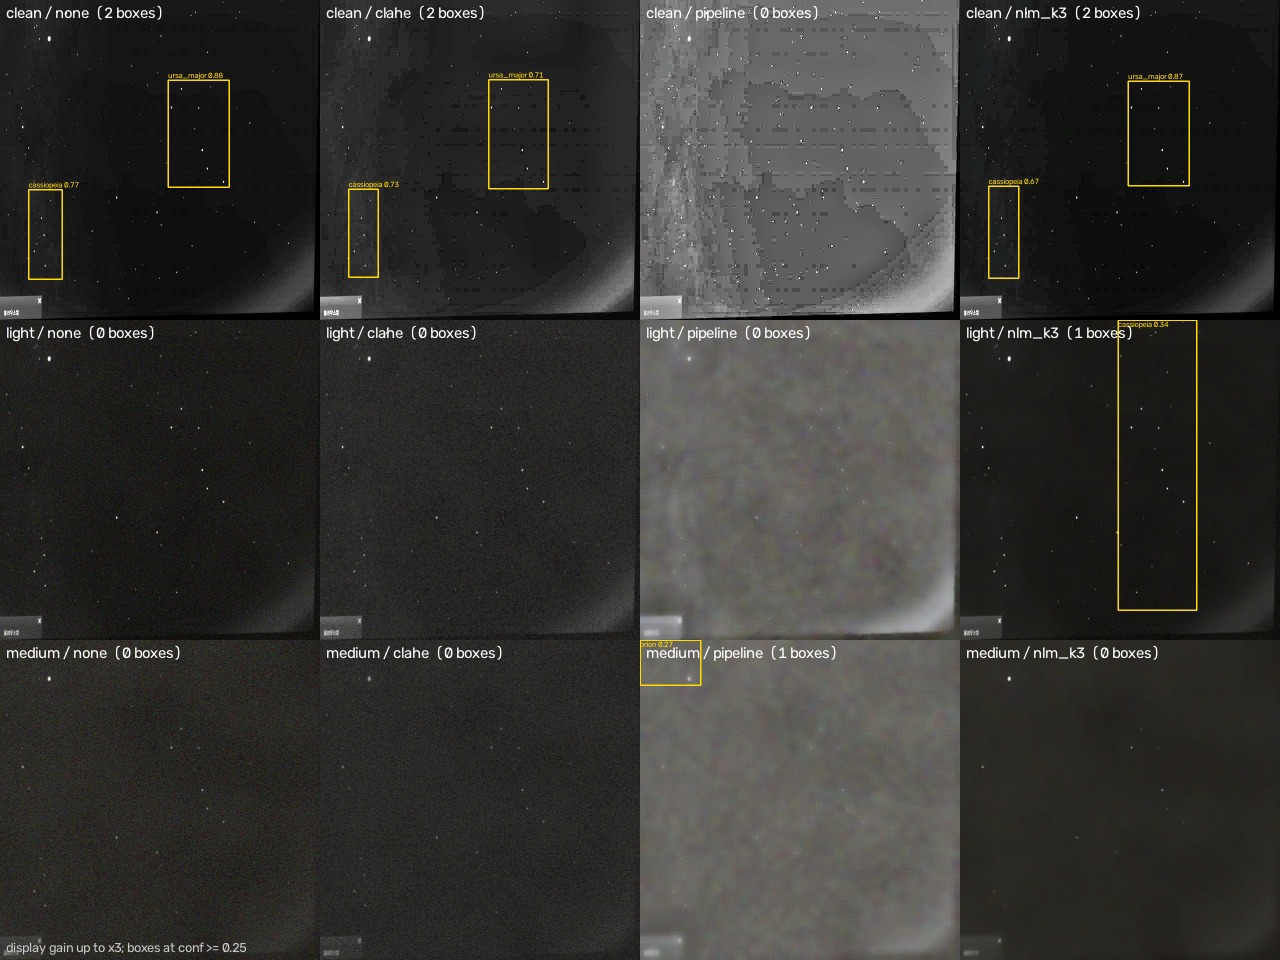 clean / none (2 boxes)
clean / clahe (2 boxes)
clean / pipeline (0 boxes)
clean / nlm_k3 (2 boxes)
ursa_major 0.88
ursa_major 0.71
ursa_major 0.87
cassiopeia 0.77
cassiopeia 0.73
cassiopeia 0.67
light / none (0 boxes)
light / clahe (0 boxes)
light / pipeline (0 boxes)
light / nlm_k3 (1 boxes)
cassiopeia 0.34
medium / none (0 boxes)
medium / clahe (0 boxes)
orion 0.27
medium / pipeline (1 boxes)
medium / nlm_k3 (0 boxes)
display gain up to x3; boxes at conf >= 0.25